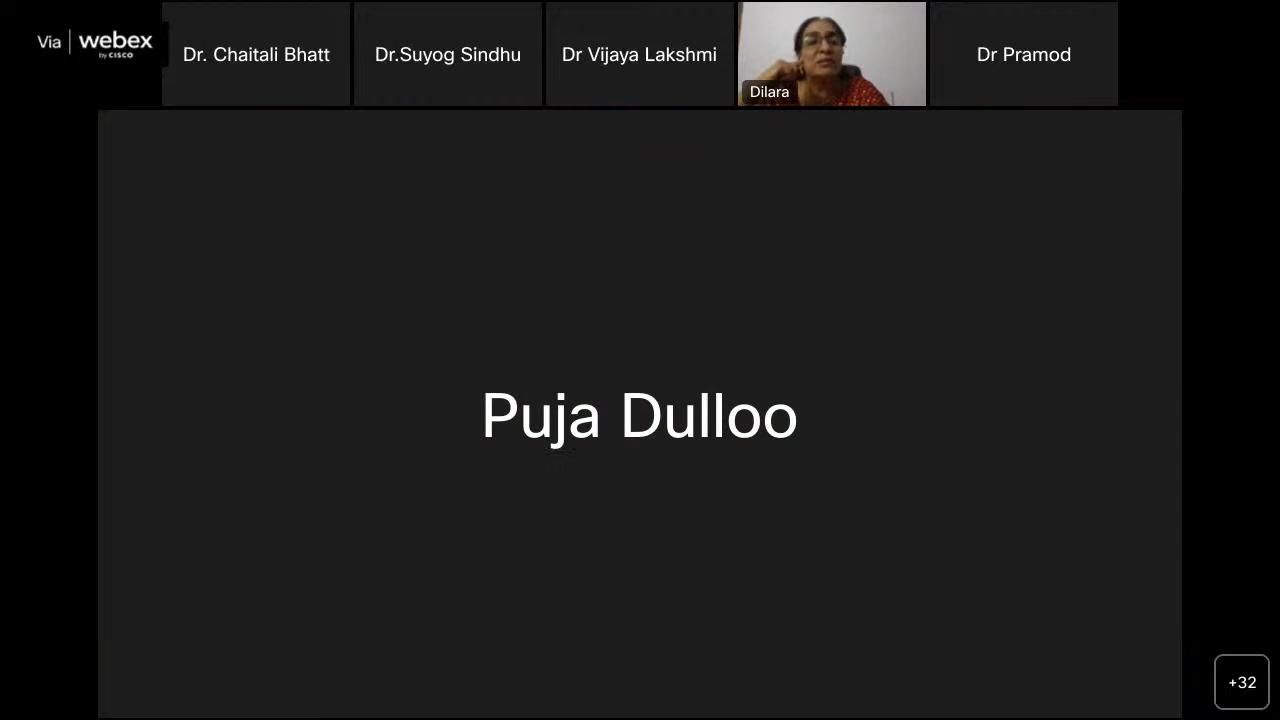 Via | webex
by CISCO
Dr. Chaitali Bhatt
Dr.Suyog Sindhu
Dr Vijaya Lakshmi
Dilara
Dr Pramod
Puja Dulloo
+32